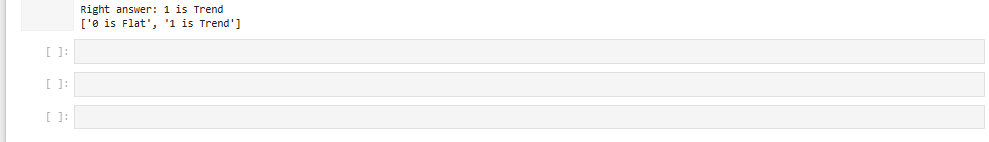 Right answer: 1 is Trend
['0 is Flat', '1 is Trend']
[ ]:
[ ]:
[ ]: